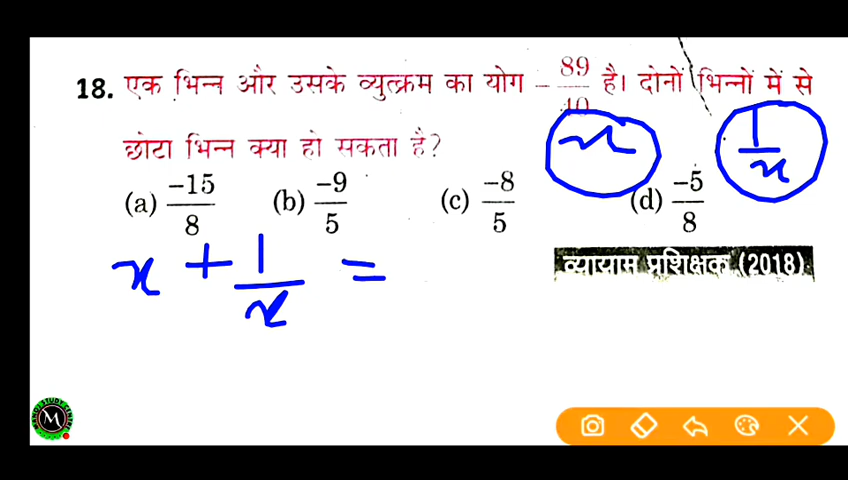 18. एक भिन्न और उसके व्युत्क्रम का योग -89/40 है। दोनों भिन्नों में से
छोटा भिन्न क्या हो सकता है?
x
1/x
(a) -15/8 (b) -9/5 (c) -8/5 (d) -5/8
x + 1/x =
व्यायाम प्रशिक्षक (2018)
M